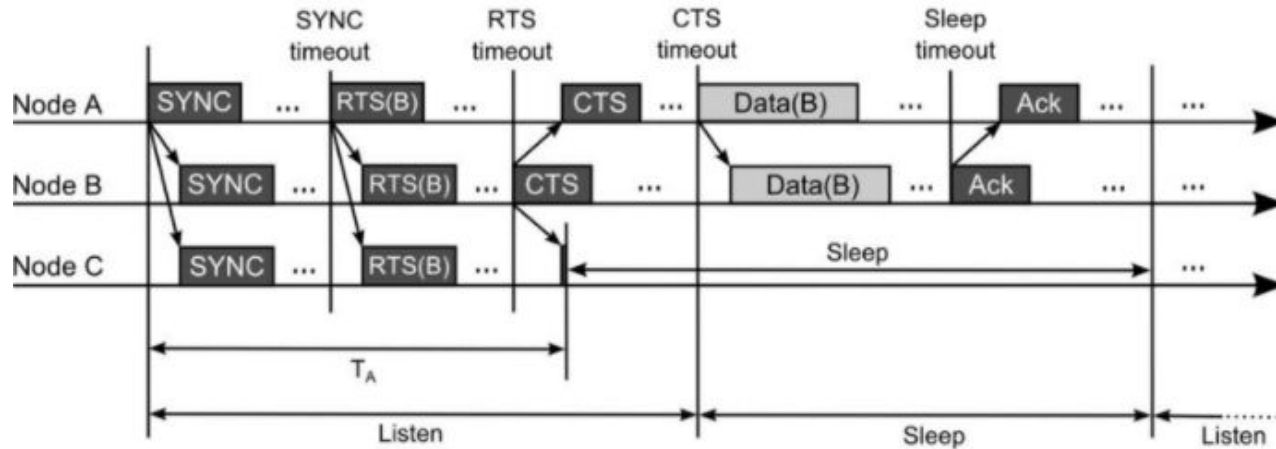 SYNC timeout
RTS timeout
CTS timeout
Sleep timeout
Node A SYNC ... RTS(B) ... CTS ... Data(B) ... Ack ... ...
Node B SYNC ... RTS(B) ... CTS ... Data(B) ... Ack ... ...
Node C SYNC ... RTS(B) ... Sleep ...
TA
Listen Sleep Listen